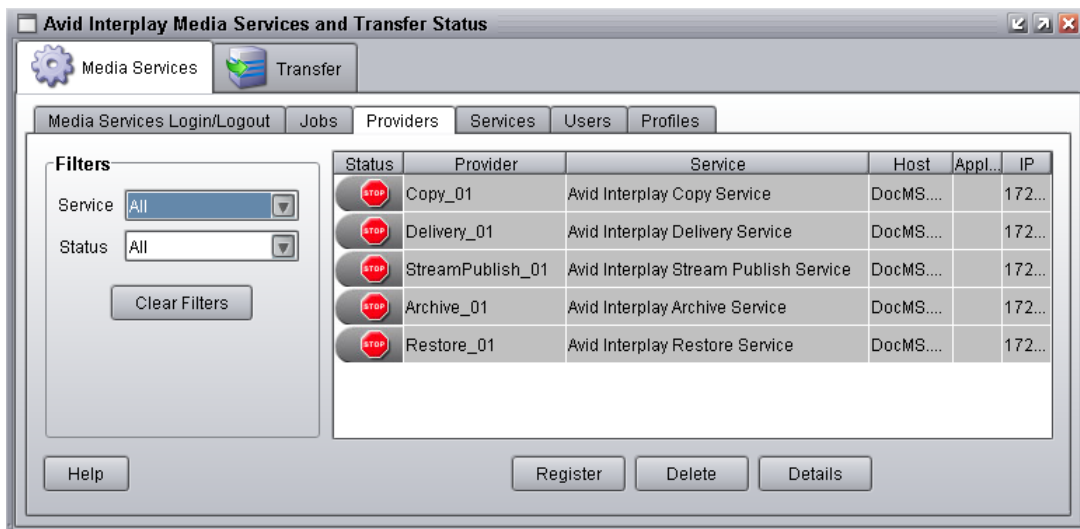 Avid Interplay Media Services and Transfer Status
Media Services Transfer
Media Services Login/Logout Jobs Providers Services Users Profiles
Filters
Service All
Status All
Clear Filters
Status Provider Service Host Appl... IP
STOP Copy_01 Avid Interplay Copy Service DocMS.... 172...
STOP Delivery_01 Avid Interplay Delivery Service DocMS.... 172...
STOP StreamPublish_01 Avid Interplay Stream Publish Service DocMS.... 172...
STOP Archive_01 Avid Interplay Archive Service DocMS.... 172...
STOP Restore_01 Avid Interplay Restore Service DocMS.... 172...
Help Register Delete Details